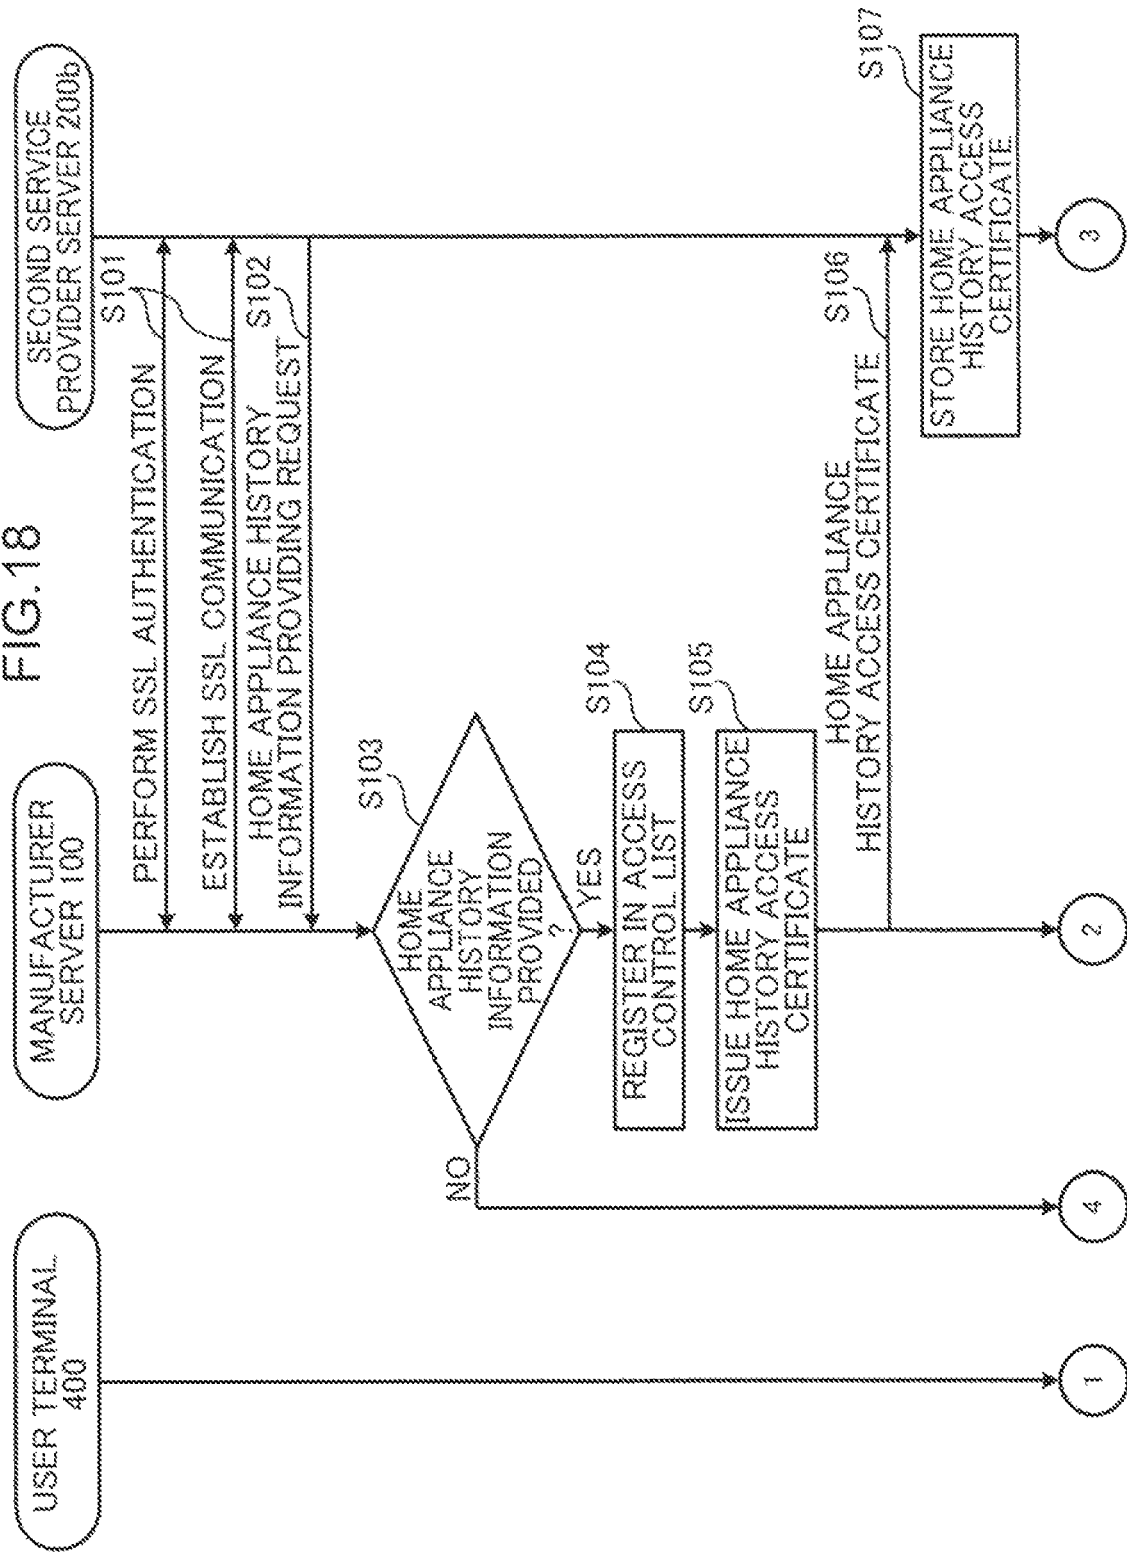 FIG.18
USER TERMINAL
400
MANUFACTURER
SERVER 100
SECOND SERVICE
PROVIDER SERVER 200b
PERFORM SSL AUTHENTICATION
S101
ESTABLISH SSL COMMUNICATION
HOME APPLIANCE HISTORY
INFORMATION PROVIDING REQUEST
S102
S103
HOME
APPLIANCE
HISTORY
INFORMATION
PROVIDED
?
NO
YES
S104
REGISTER IN ACCESS
CONTROL LIST
S105
ISSUE HOME APPLIANCE
HISTORY ACCESS
CERTIFICATE
HOME APPLIANCE
HISTORY ACCESS CERTIFICATE
S106
S107
STORE HOME APPLIANCE
HISTORY ACCESS
CERTIFICATE
1
4
2
3